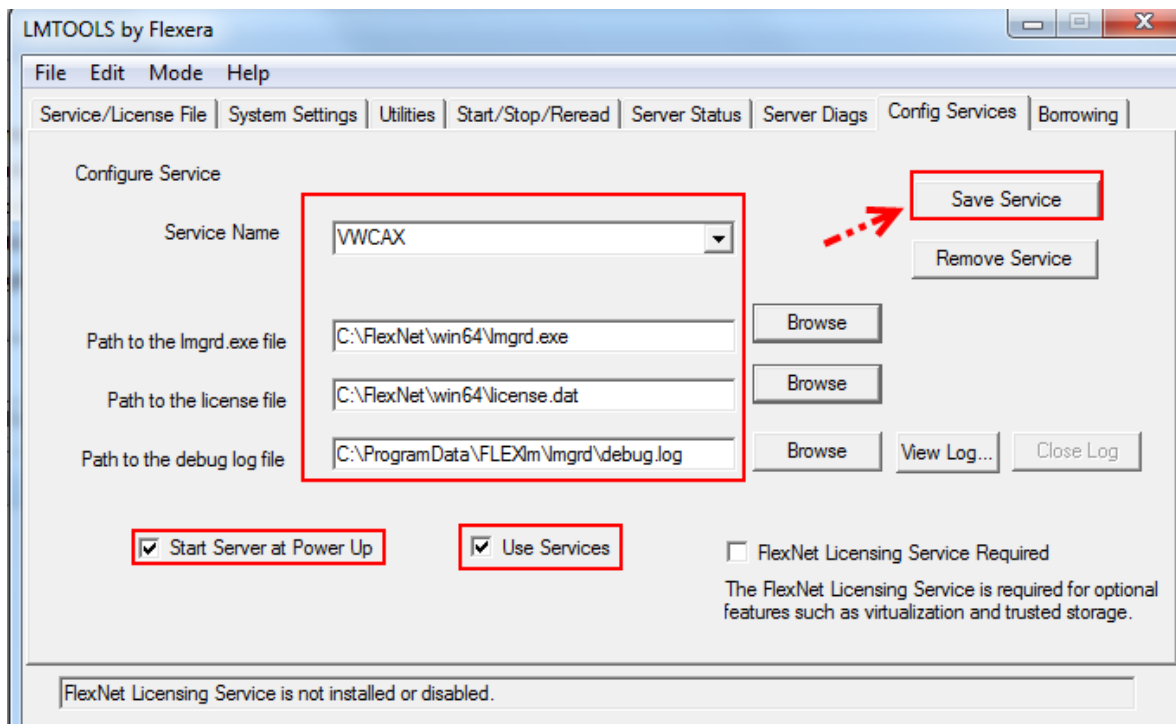 LMTOOLS by Flexera
File Edit Mode Help
Service/License File System Settings Utilities Start/Stop/Reread Server Status Server Diags Config Services Borrowing
Configure Service
Save Service
Service Name VWCAX
Remove Service
Path to the lmgrd.exe file C:\FlexNet\win64\lmgrd.exe Browse
Path to the license file C:\FlexNet\win64\license.dat Browse
Path to the debug log file C:\ProgramData\FLEXlm\lmgrd\debug.log Browse View Log... Close Log
Start Server at Power Up Use Services FlexNet Licensing Service Required
The FlexNet Licensing Service is required for optional
features such as virtualization and trusted storage.
FlexNet Licensing Service is not installed or disabled.